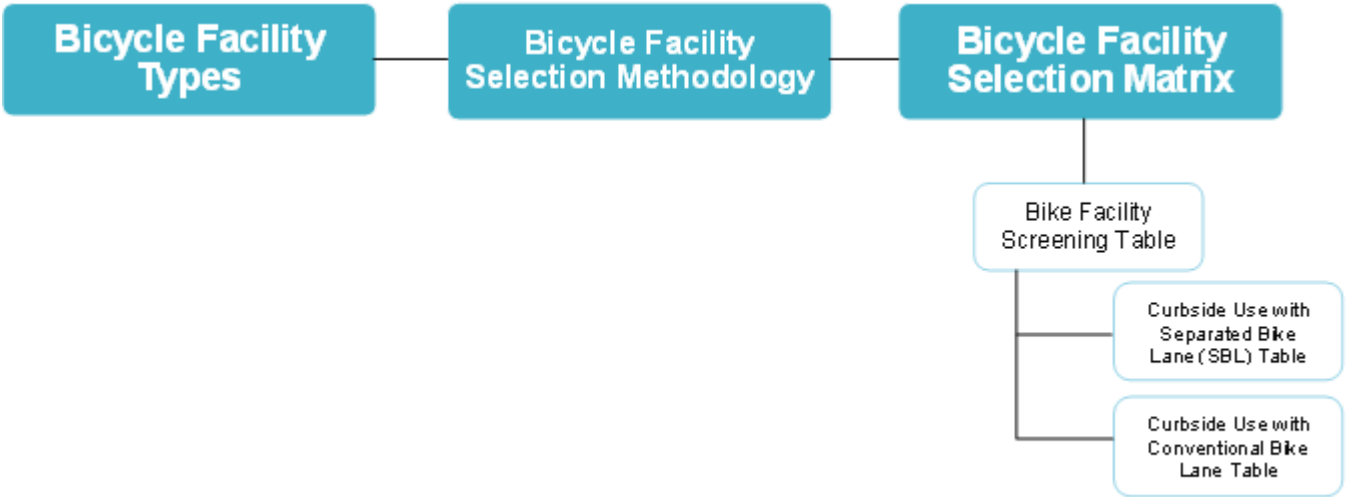 Bicycle Facility
Types
Bicycle Facility
Selection Methodology
Bicycle Facility
Selection Matrix
Bike Facility
Screening Table
Curbside Use with
Separated Bike
Lane (SBL) Table
Curbside Use with
Conventional Bike
Lane Table